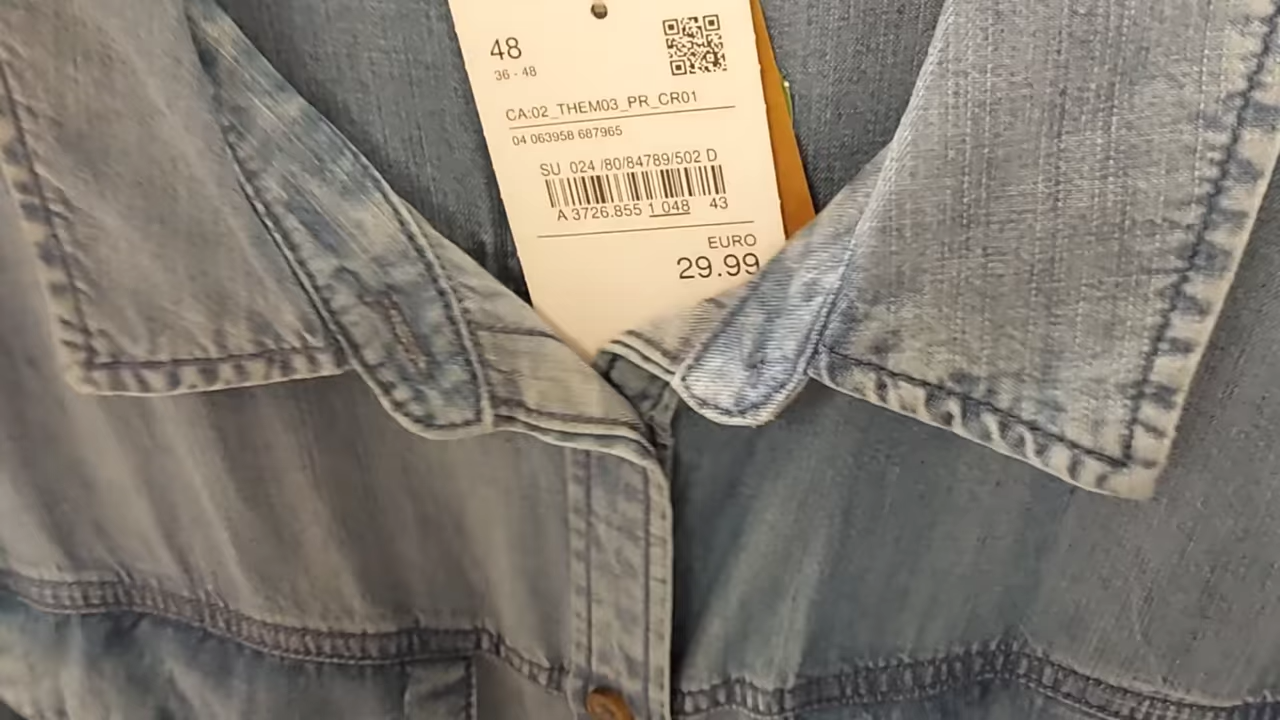 48
36 - 48
CA:02_THEM03_PR_CR01
04 063958 687965
SU 024 /80/84789/502 D
A 3726.855 1 048 43
EURO
29.99